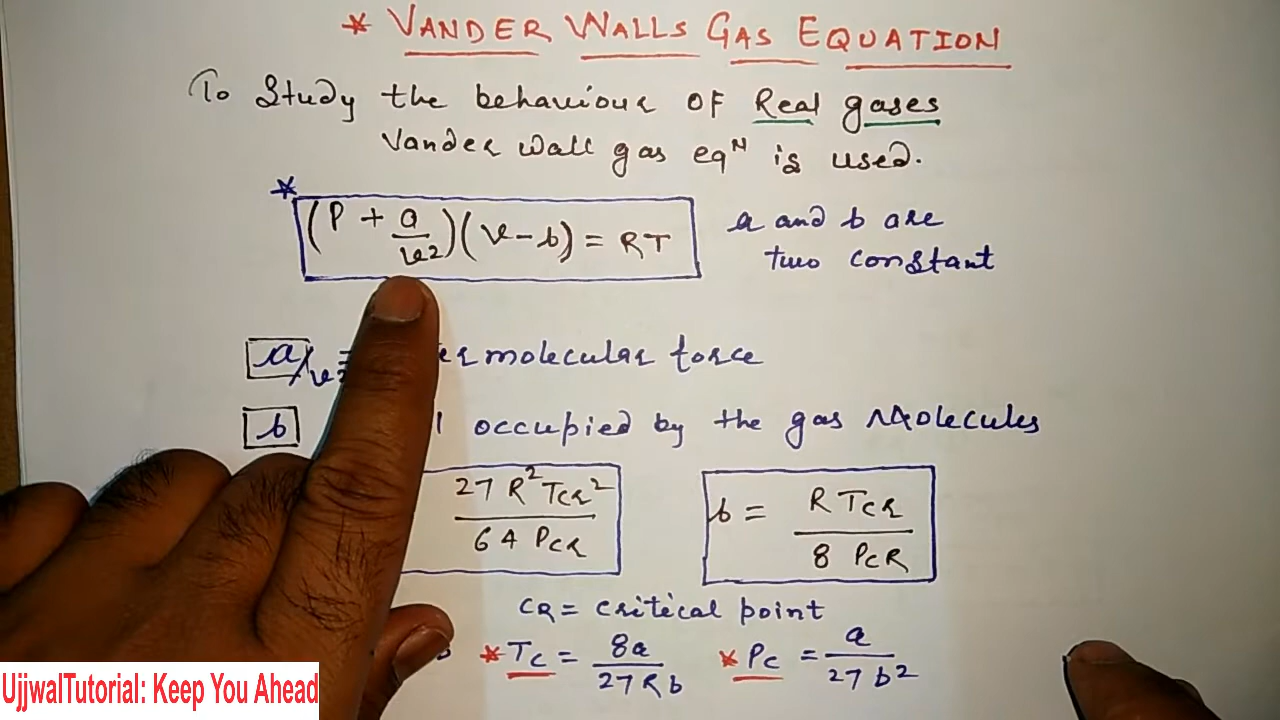 * VANDER WALLS GAS EQUATION
To Study the behaviour OF Real gases
Vander wall gas eqᴺ is used.
* (P + a/v²)(v - b) = RT
a and b are
two constant
a/v² = molecular force
b occupied by the gas Molecules
27 R² Tcr² / 64 PCR
b = R TCR / 8 PCR
CR = critical point
* Tc = 8a / 27Rb * Pc = a / 27 b²
UjjwalTutorial: Keep You Ahead